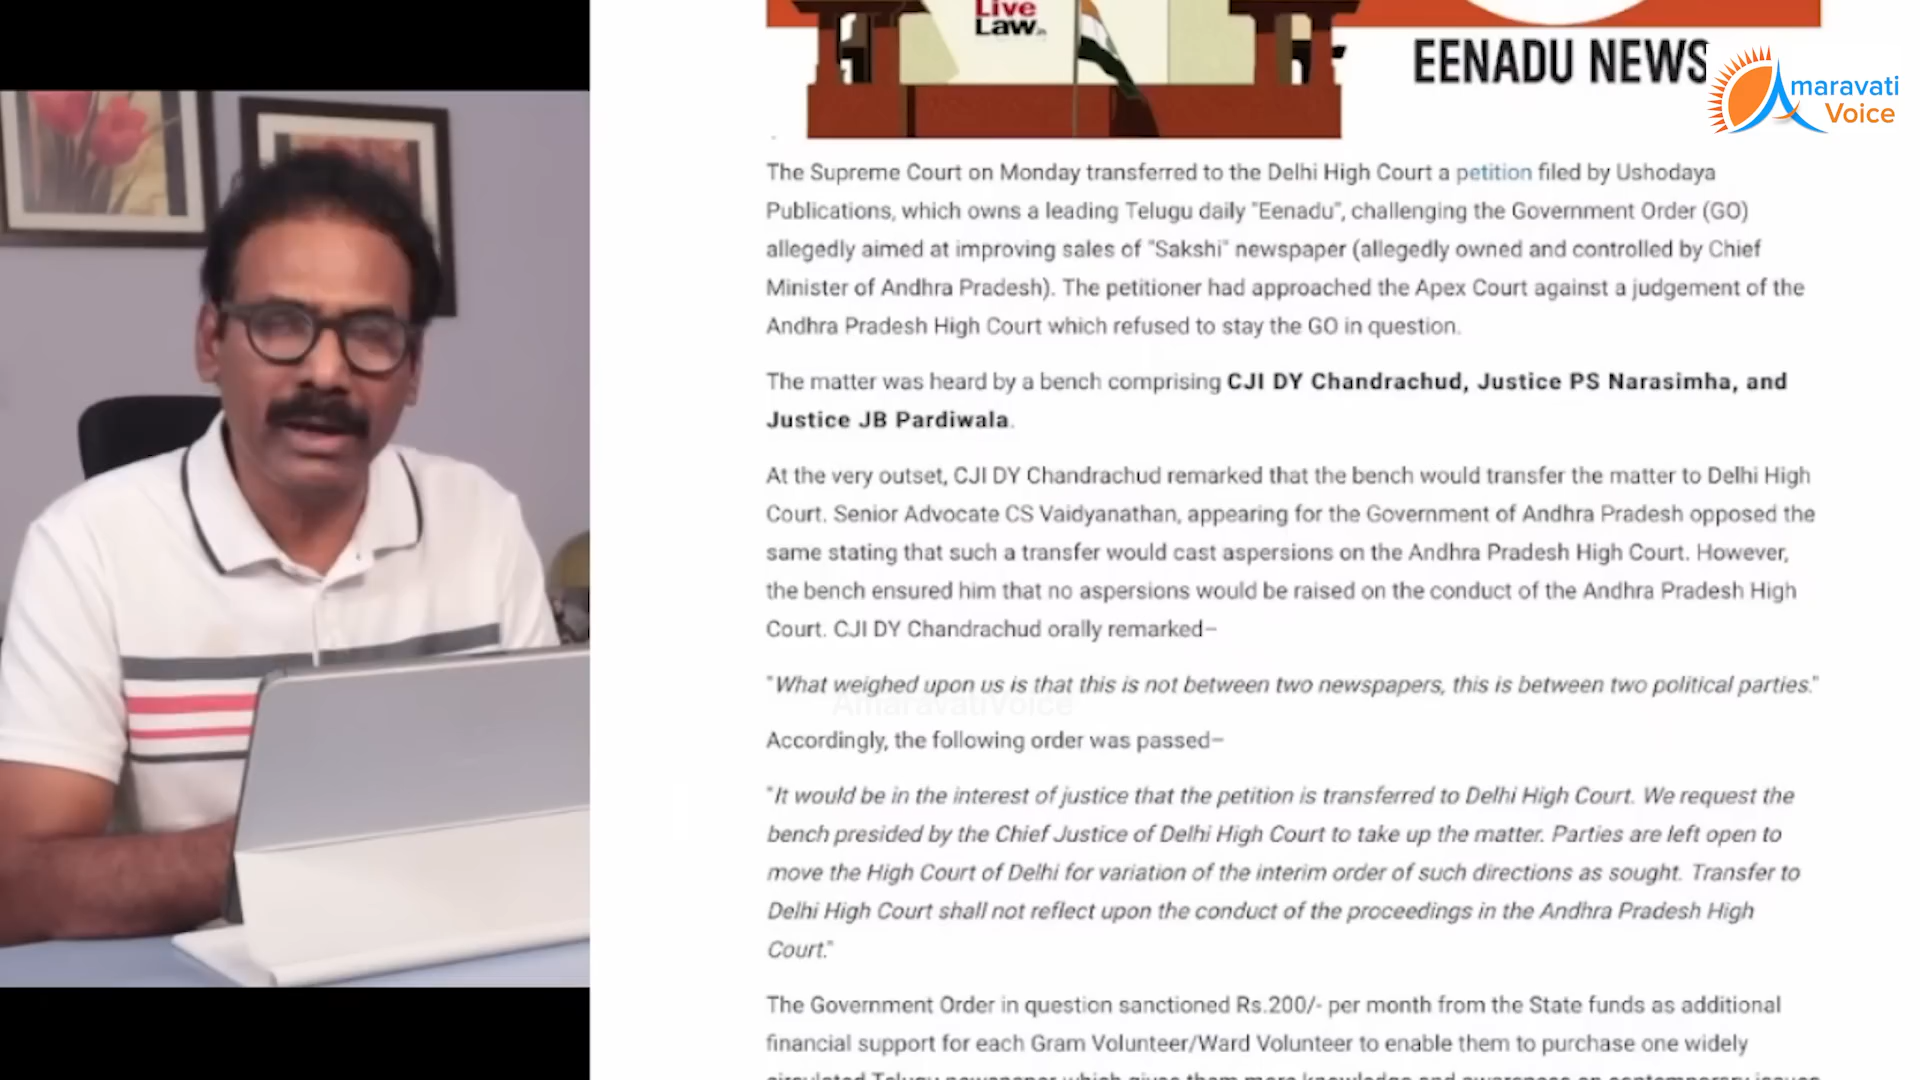 Live
Law.in
EENADU NEWS
Amaravati
Voice
The Supreme Court on Monday transferred to the Delhi High Court a petition filed by Ushodaya
Publications, which owns a leading Telugu daily "Eenadu", challenging the Government Order (GO)
allegedly aimed at improving sales of "Sakshi" newspaper (allegedly owned and controlled by Chief
Minister of Andhra Pradesh). The petitioner had approached the Apex Court against a judgement of the
Andhra Pradesh High Court which refused to stay the GO in question.
The matter was heard by a bench comprising CJI DY Chandrachud, Justice PS Narasimha, and
Justice JB Pardiwala.
At the very outset, CJI DY Chandrachud remarked that the bench would transfer the matter to Delhi High
Court. Senior Advocate CS Vaidyanathan, appearing for the Government of Andhra Pradesh opposed the
same stating that such a transfer would cast aspersions on the Andhra Pradesh High Court. However,
the bench ensured him that no aspersions would be raised on the conduct of the Andhra Pradesh High
Court. CJI DY Chandrachud orally remarked–
"What weighed upon us is that this is not between two newspapers, this is between two political parties."
AmaravatiVoice
Accordingly, the following order was passed–
"It would be in the interest of justice that the petition is transferred to Delhi High Court. We request the
bench presided by the Chief Justice of Delhi High Court to take up the matter. Parties are left open to
move the High Court of Delhi for variation of the interim order of such directions as sought. Transfer to
Delhi High Court shall not reflect upon the conduct of the proceedings in the Andhra Pradesh High
Court."
The Government Order in question sanctioned Rs.200/- per month from the State funds as additional
financial support for each Gram Volunteer/Ward Volunteer to enable them to purchase one widely
circulated Telugu newspaper which gives them more knowledge and awareness on contemporary issues